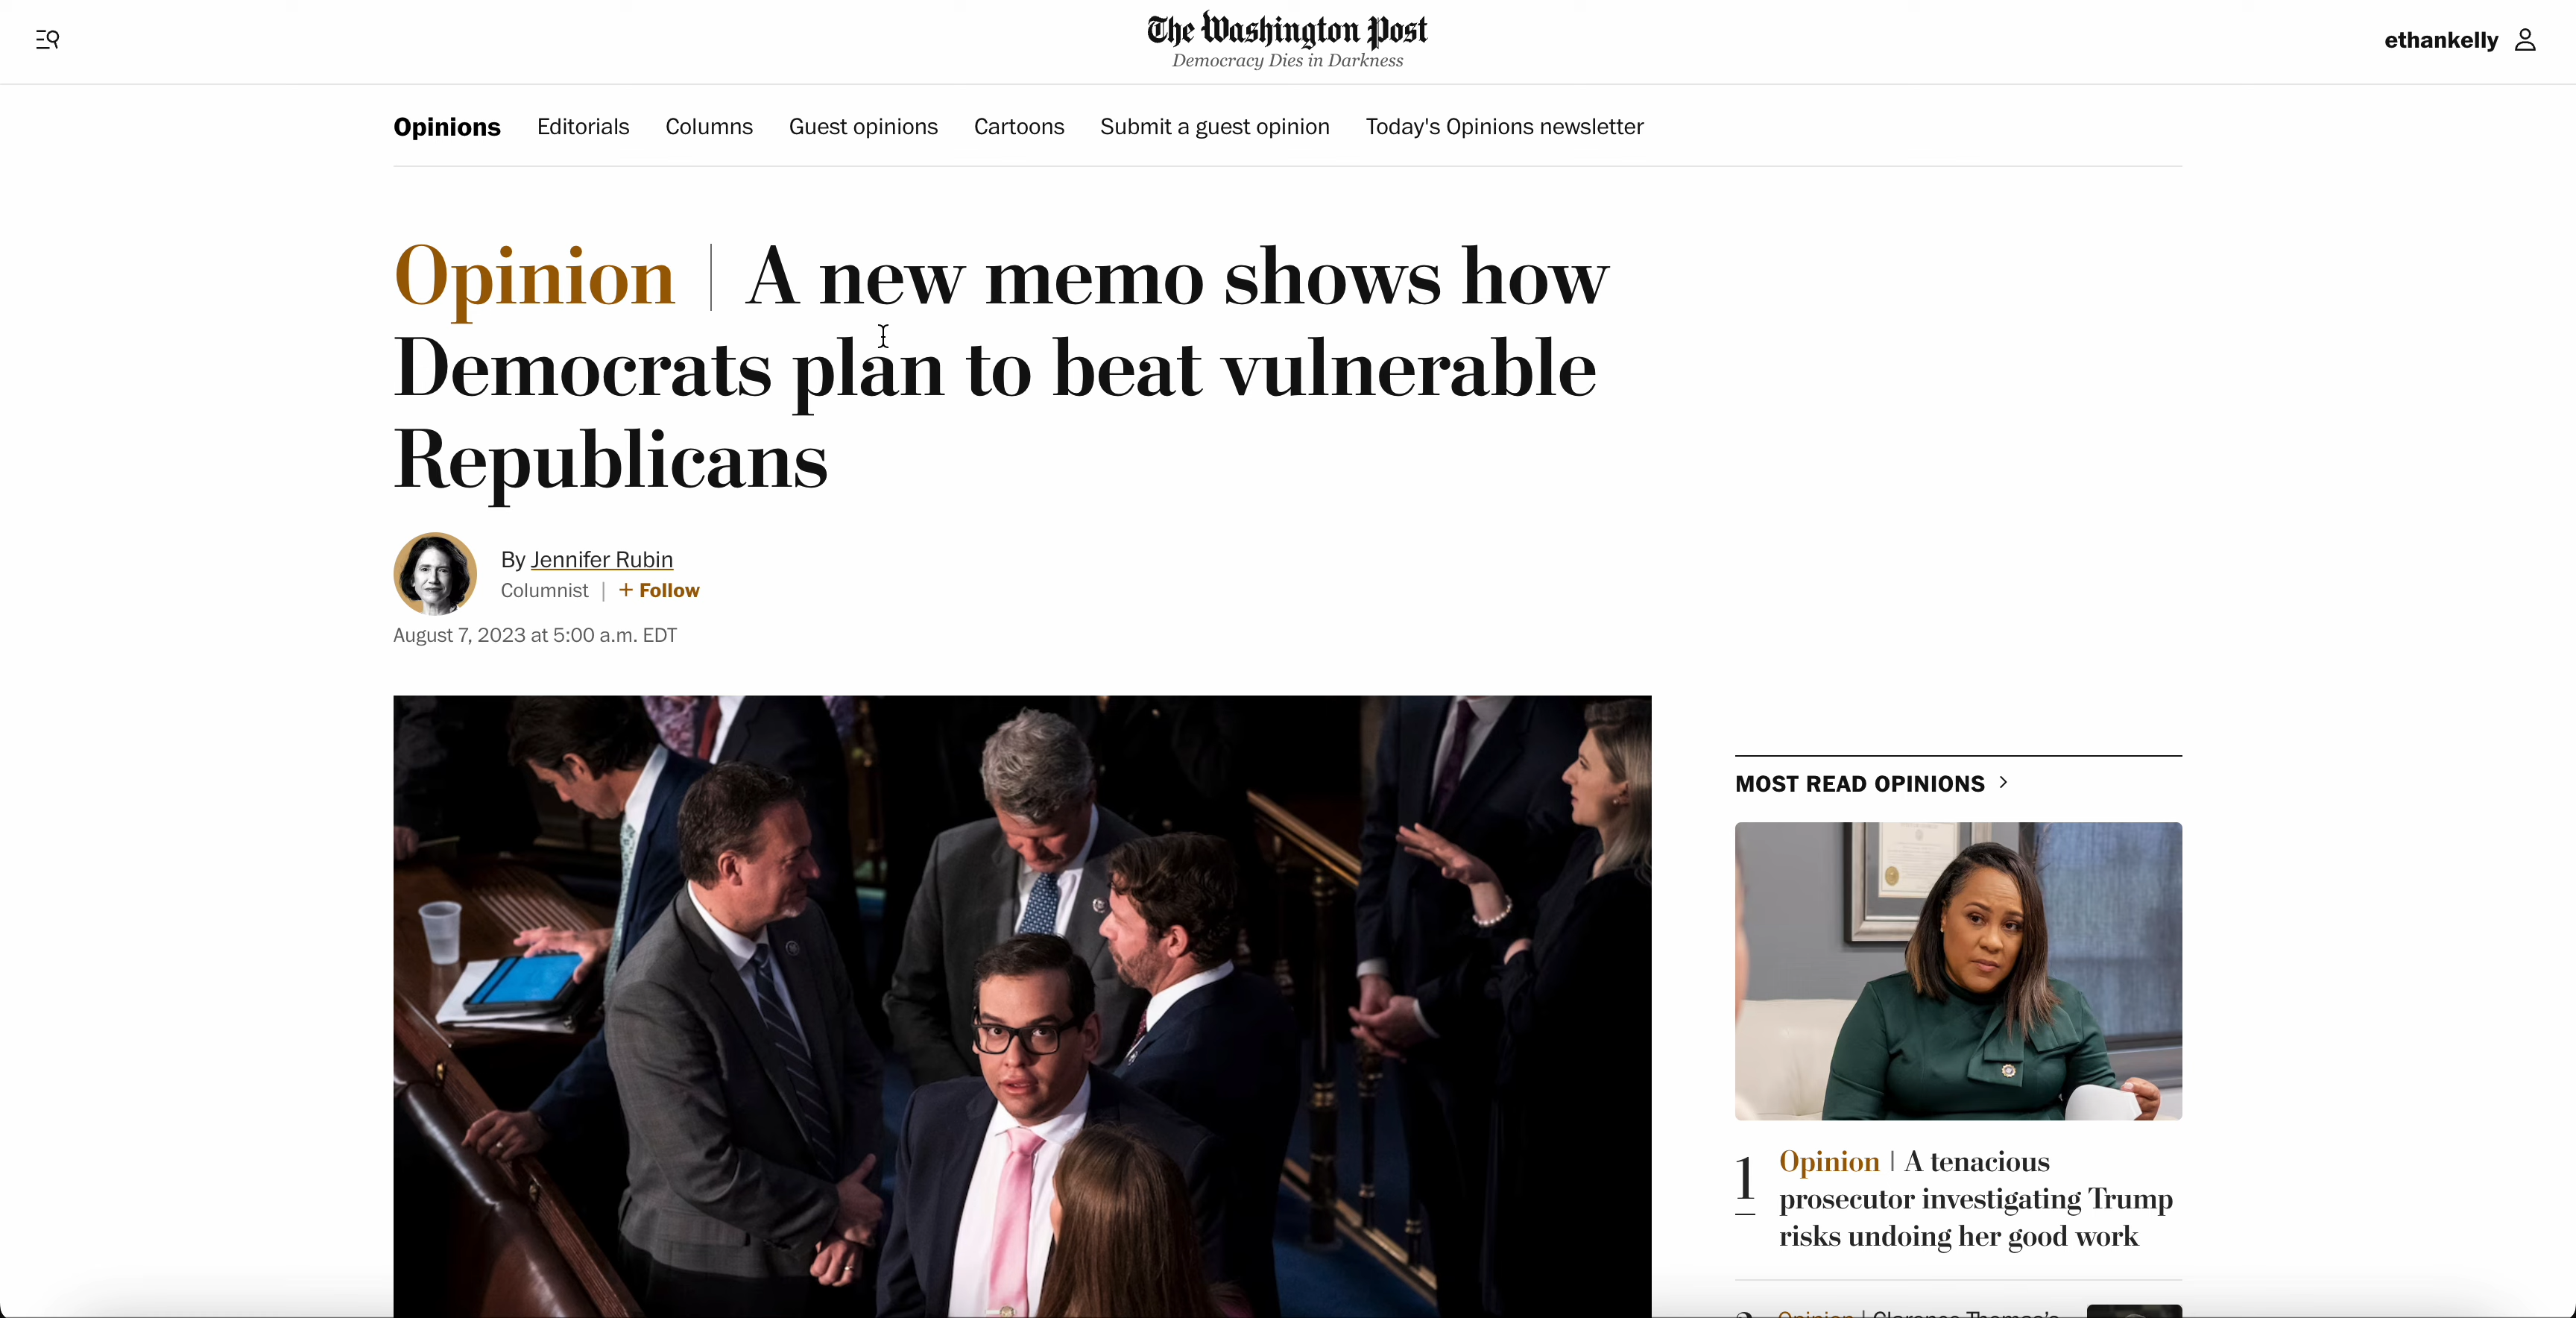 The Washington Post
Democracy Dies in Darkness
ethankelly
Opinions Editorials Columns Guest opinions Cartoons Submit a guest opinion Today's Opinions newsletter
Opinion | A new memo shows how
Democrats plan to beat vulnerable
Republicans
By Jennifer Rubin
Columnist | + Follow
August 7, 2023 at 5:00 a.m. EDT
MOST READ OPINIONS >
1
Opinion | A tenacious
prosecutor investigating Trump
risks undoing her good work
Opinion | Clarence Thomas's